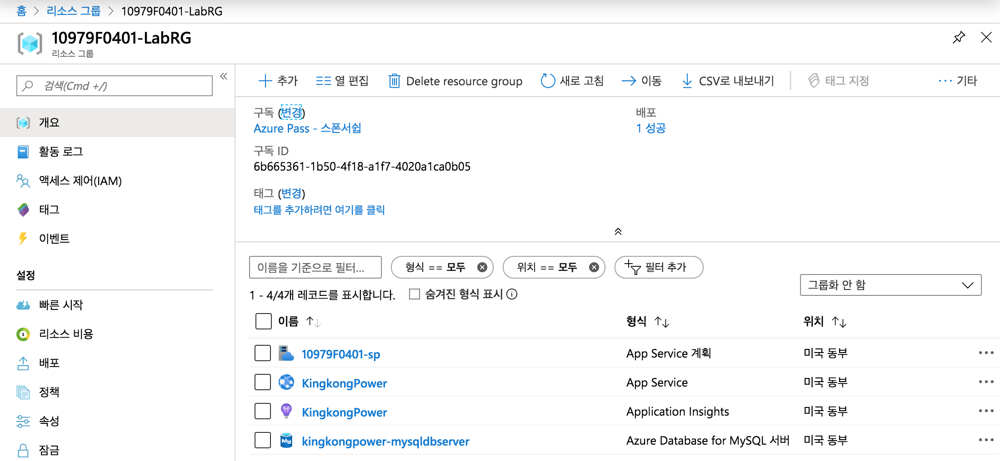 홈 > 리소스 그룹 > 10979F0401-LabRG
10979F0401-LabRG
리소스 그룹
검색(Cmd +/)
개요
활동 로그
액세스 제어(IAM)
태그
이벤트
설정
빠른 시작
리소스 비용
배포
정책
속성
잠금
추가 열 편집 Delete resource group 새로 고침 이동 CSV로 내보내기 태그 지정 ··· 기타
구독 (변경)
Azure Pass - 스폰서쉽
배포
1 성공
구독 ID
6b665361-1b50-4f18-a1f7-4020a1ca0b05
태그 (변경)
태그를 추가하려면 여기를 클릭
이름을 기준으로 필터... 형식 == 모두 위치 == 모두 필터 추가
1 - 4/4개 레코드를 표시합니다. 숨겨진 형식 표시
그룹화 안 함
이름 형식 위치
10979F0401-sp App Service 계획 미국 동부
KingkongPower App Service 미국 동부
KingkongPower Application Insights 미국 동부
My kingkongpower-mysqldbserver Azure Database for MySQL 서버 미국 동부